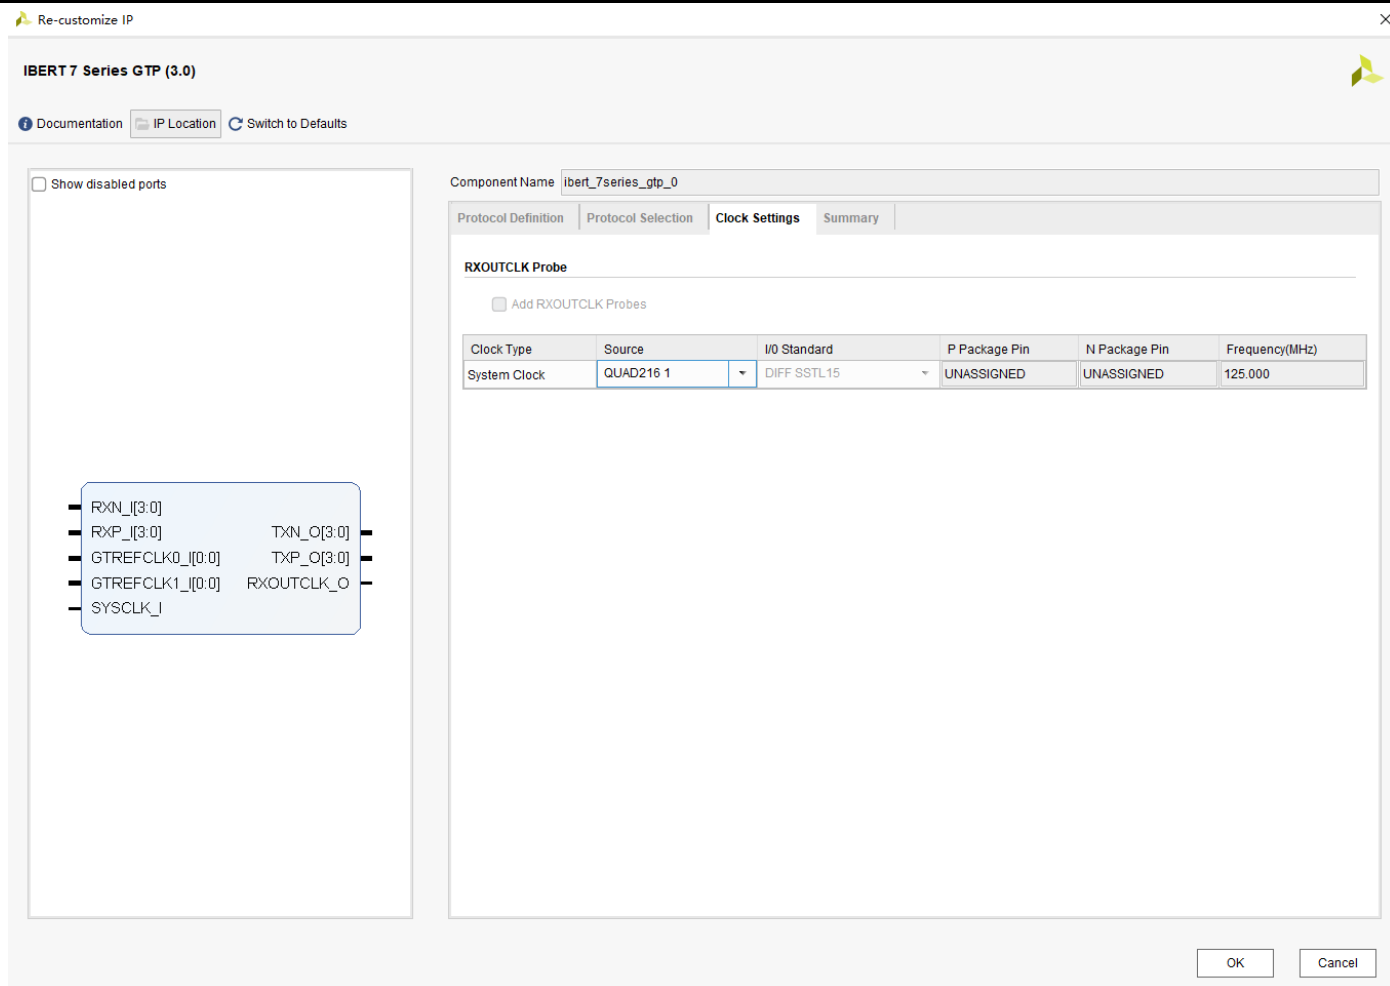 Re-customize IP
IBERT 7 Series GTP (3.0)
Documentation IP Location Switch to Defaults
Show disabled ports
RXN_I[3:0]
RXP_I[3:0] TXN_O[3:0]
GTREFCLK0_I[0:0] TXP_O[3:0]
GTREFCLK1_I[0:0] RXOUTCLK_O
SYSCLK_I
Component Name ibert_7series_gtp_0
Protocol Definition Protocol Selection Clock Settings Summary
RXOUTCLK Probe
Add RXOUTCLK Probes
Clock Type Source I/0 Standard P Package Pin N Package Pin Frequency(MHz)
System Clock QUAD216 1 DIFF SSTL15 UNASSIGNED UNASSIGNED 125.000
OK Cancel